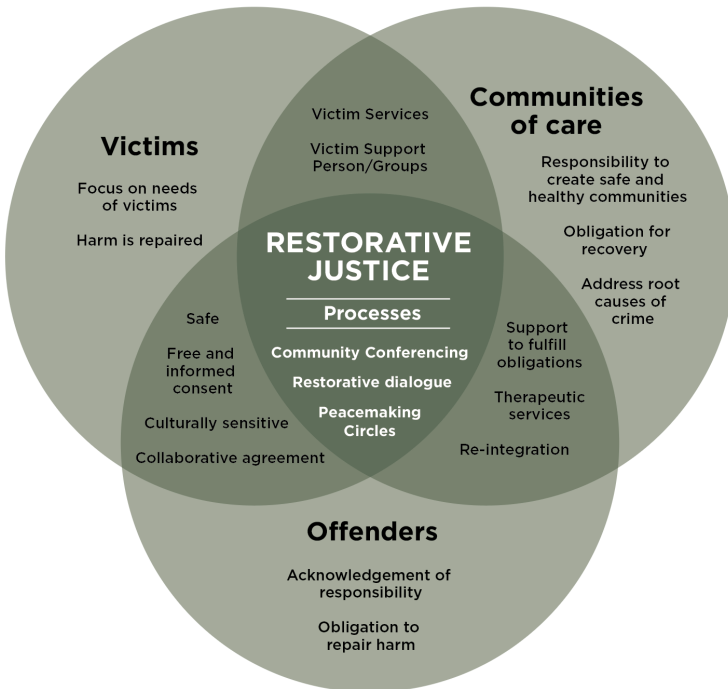 Victims
Focus on needs
of victims
Harm is repaired
Victim Services
Victim Support
Person/Groups
Communities
of care
Responsibility to
create safe and
healthy communities
Obligation for
recovery
Address root
causes of
crime
RESTORATIVE
JUSTICE
Processes
Community Conferencing
Restorative dialogue
Peacemaking
Circles
Safe
Free and
informed
consent
Culturally sensitive
Collaborative agreement
Support
to fulfill
obligations
Therapeutic
services
Re-integration
Offenders
Acknowledgement of
responsibility
Obligation to
repair harm